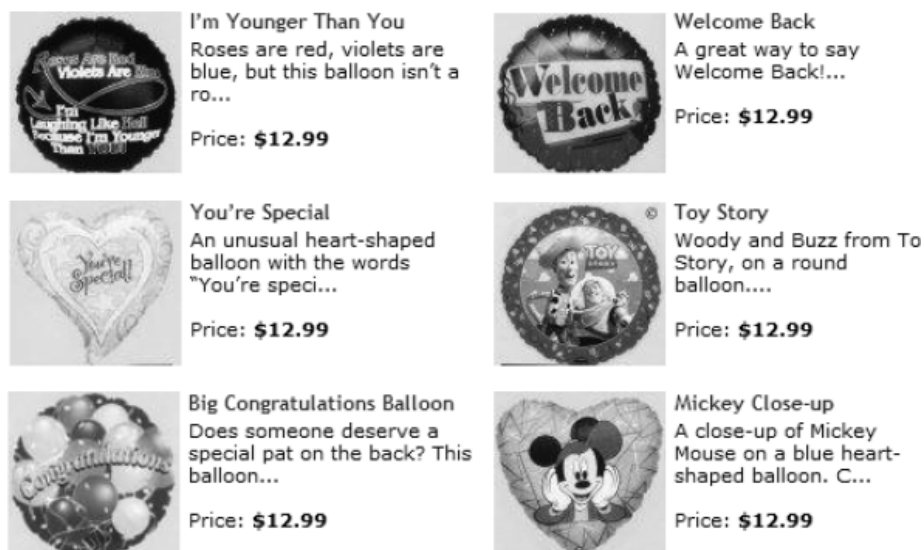 I'm Younger Than You
Roses are red, violets are
blue, but this balloon isn't a
ro...
Price: $12.99
Roses Are Red
Violets Are Blue
I'm
Laughing Like Hell
Because I'm Younger
Than YOU!
Welcome Back
A great way to say
Welcome Back!...
Price: $12.99
Welcome
Back!
You're Special
An unusual heart-shaped
balloon with the words
"You're speci...
Price: $12.99
You're
Special!
Toy Story
Woody and Buzz from To
Story, on a round
balloon....
Price: $12.99
©
TOY
STORY
Big Congratulations Balloon
Does someone deserve a
special pat on the back? This
balloon...
Price: $12.99
Congratulations
Mickey Close-up
A close-up of Mickey
Mouse on a blue heart-
shaped balloon. C...
Price: $12.99